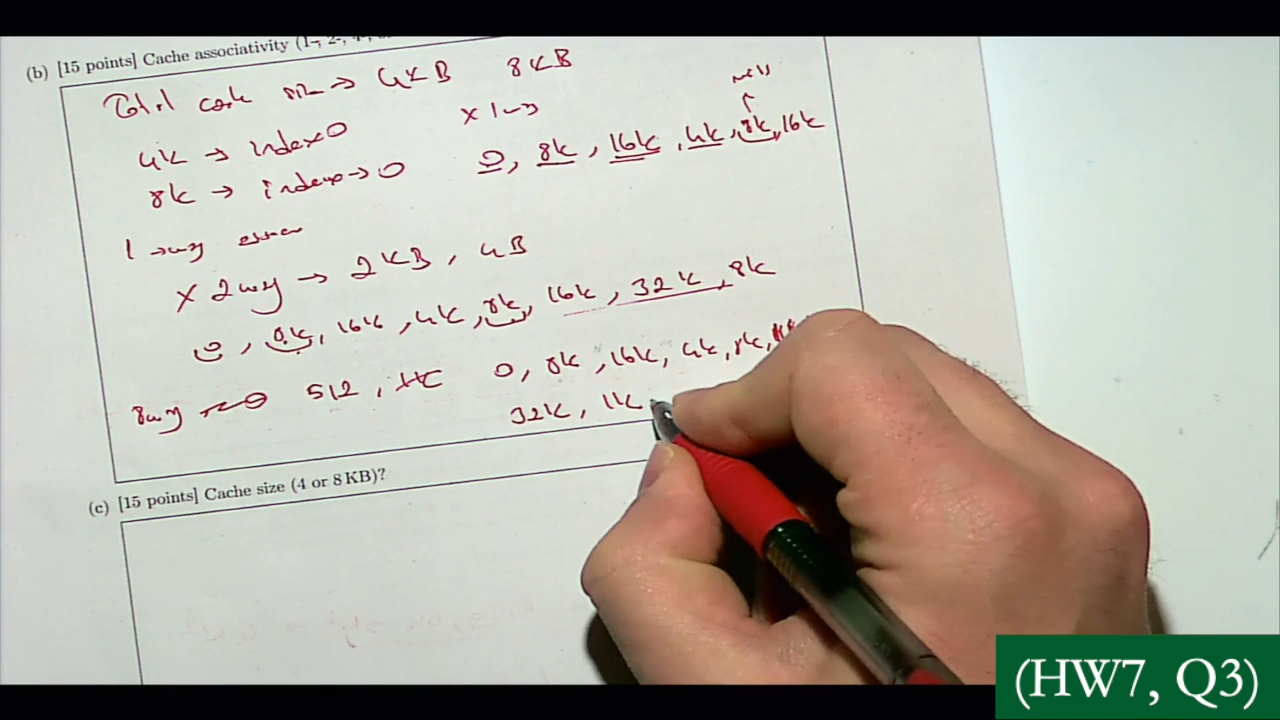 (b) [15 points] Cache associativity (1-, 2-, 4-,
Total cache size → 4KB 8KB
4k → index 0
× 1 way
miss
8k → index → 0
0, 8k, 16k, 4k, 8k, 16k
1 → way
× 2 way → 2KB, 4B
0, 8k, 16k, 4k, 8k, 16k, 32k, 8k
8 way 512, 0, 8k, 16k, 4k, 8k,
32k, 1k
(c) [15 points] Cache size (4 or 8 KB)?
(HW7, Q3)